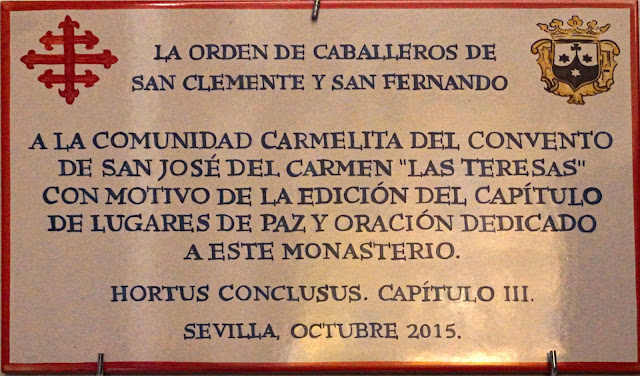 LA ORDEN DE CABALLEROS DE
SAN CLEMENTE Y SAN FERNANDO
A LA COMUNIDAD CARMELITA DEL CONVENTO
DE SAN JOSÉ DEL CARMEN "LAS TERESAS"
CON MOTIVO DE LA EDICIÓN DEL CAPÍTULO
DE LUGARES DE PAZ Y ORACIÓN DEDICADO
A ESTE MONASTERIO.
HORTUS CONCLUSUS. CAPÍTULO III.
SEVILLA, OCTUBRE 2015.